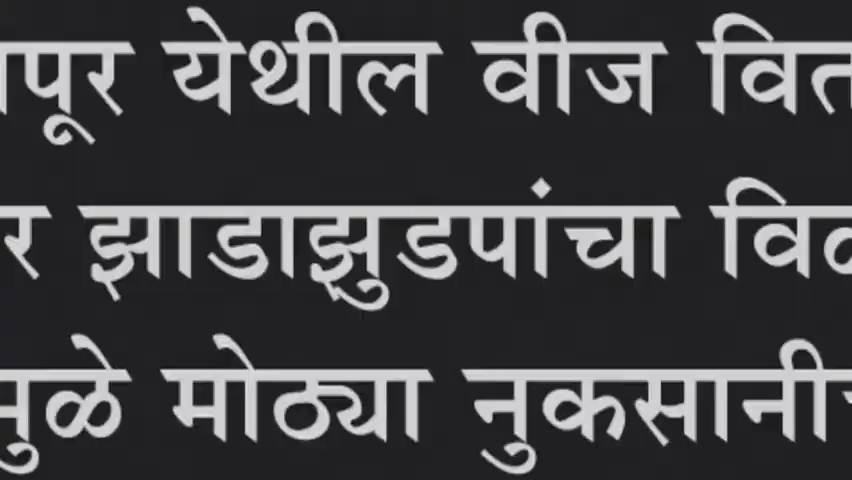 पूर येथील वीज वित
र झाडाझुडपांचा विळ
मुळे मोठ्या नुकसानी